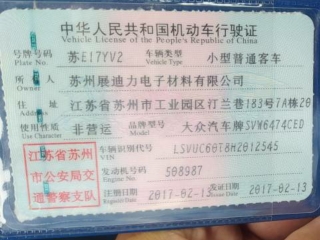 中华人民共和国机动车行驶证
Vehicle License of the People's Republic of China
号牌号码 苏E17YV2 车辆类型 小型普通客车
Plate No. Vehicle Type
所有人 苏州展迪力电子材料有限公司
Owner
住址 江苏省苏州市工业园区汀兰巷183号7A栋20
Address
使用性质 非营运 品牌型号 大众汽车牌SVW6474CED
Use Character Model
江苏省苏州
市公安局交
通警察支队
车辆识别代号 LSVUC60T8H2012545
VIN
发动机号码 508987
Engine No.
注册日期 2017-02-13 发证日期 2017-02-13
Register Date Issue Date